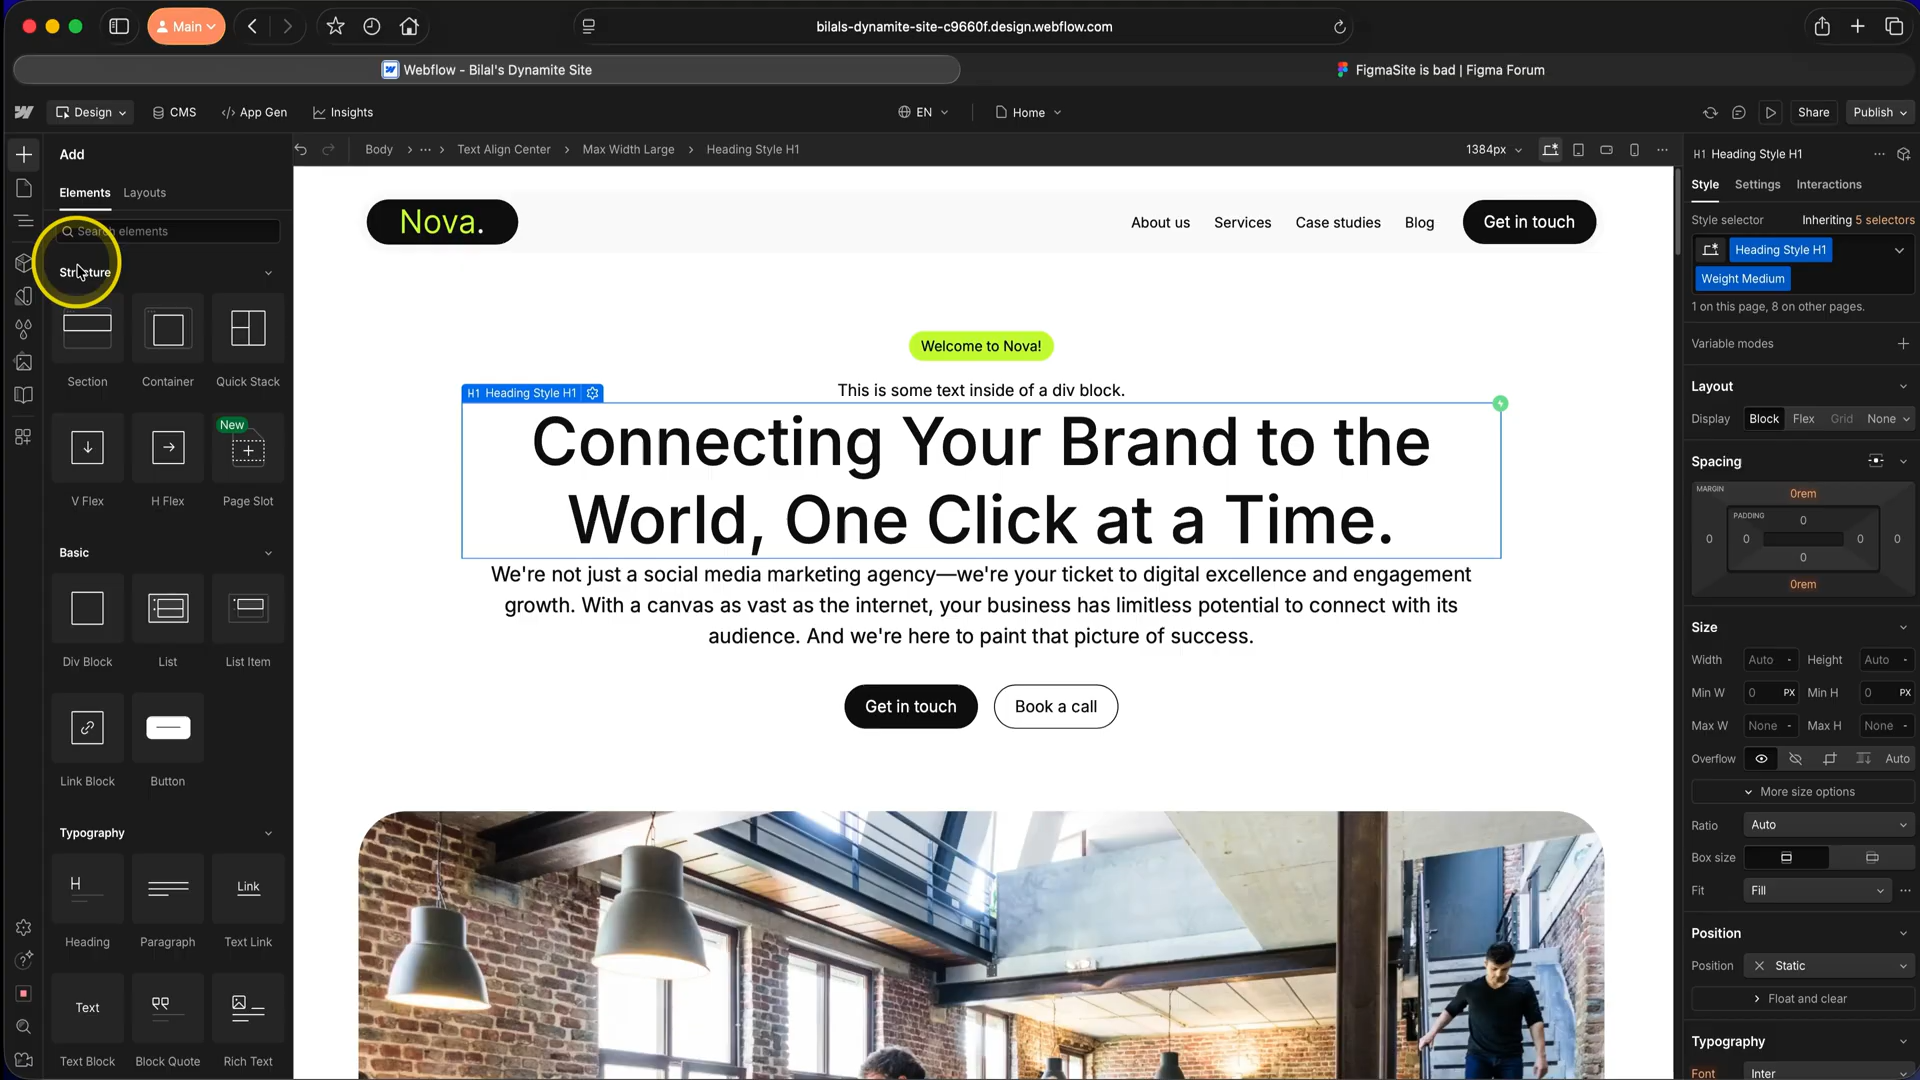 Main
bilals-dynamite-site-c9660f.design.webflow.com
Webflow - Bilal's Dynamite Site
FigmaSite is bad | Figma Forum
Design
CMS
App Gen
Insights
EN
Home
Share
Publish
Add
Elements
Layouts
Search elements
Structure
Section
Container
Quick Stack
New
V Flex
H Flex
Page Slot
Basic
Div Block
List
List Item
Link Block
Button
Typography
H
Link
Heading
Paragraph
Text Link
Text
Text Block
Block Quote
Rich Text
Body > ··· > Text Align Center > Max Width Large > Heading Style H1
1384px
Nova.
About us
Services
Case studies
Blog
Get in touch
Welcome to Nova!
This is some text inside of a div block.
H1 Heading Style H1
Connecting Your Brand to the
World, One Click at a Time.
We're not just a social media marketing agency—we're your ticket to digital excellence and engagement
growth. With a canvas as vast as the internet, your business has limitless potential to connect with its
audience. And we're here to paint that picture of success.
Get in touch
Book a call
H1 Heading Style H1
Style
Settings
Interactions
Style selector
Inheriting 5 selectors
Heading Style H1
Weight Medium
1 on this page, 8 on other pages.
Variable modes
Layout
Display
Block
Flex
Grid
None
Spacing
MARGIN
0rem
PADDING
0
0
0
0
0
0
0rem
Size
Width
Auto -
Height
Auto -
Min W
0 PX
Min H
0 PX
Max W
None -
Max H
None -
Overflow
Auto
More size options
Ratio
Auto
Box size
Fit
Fill
Position
Position
Static
Float and clear
Typography
Font
Inter